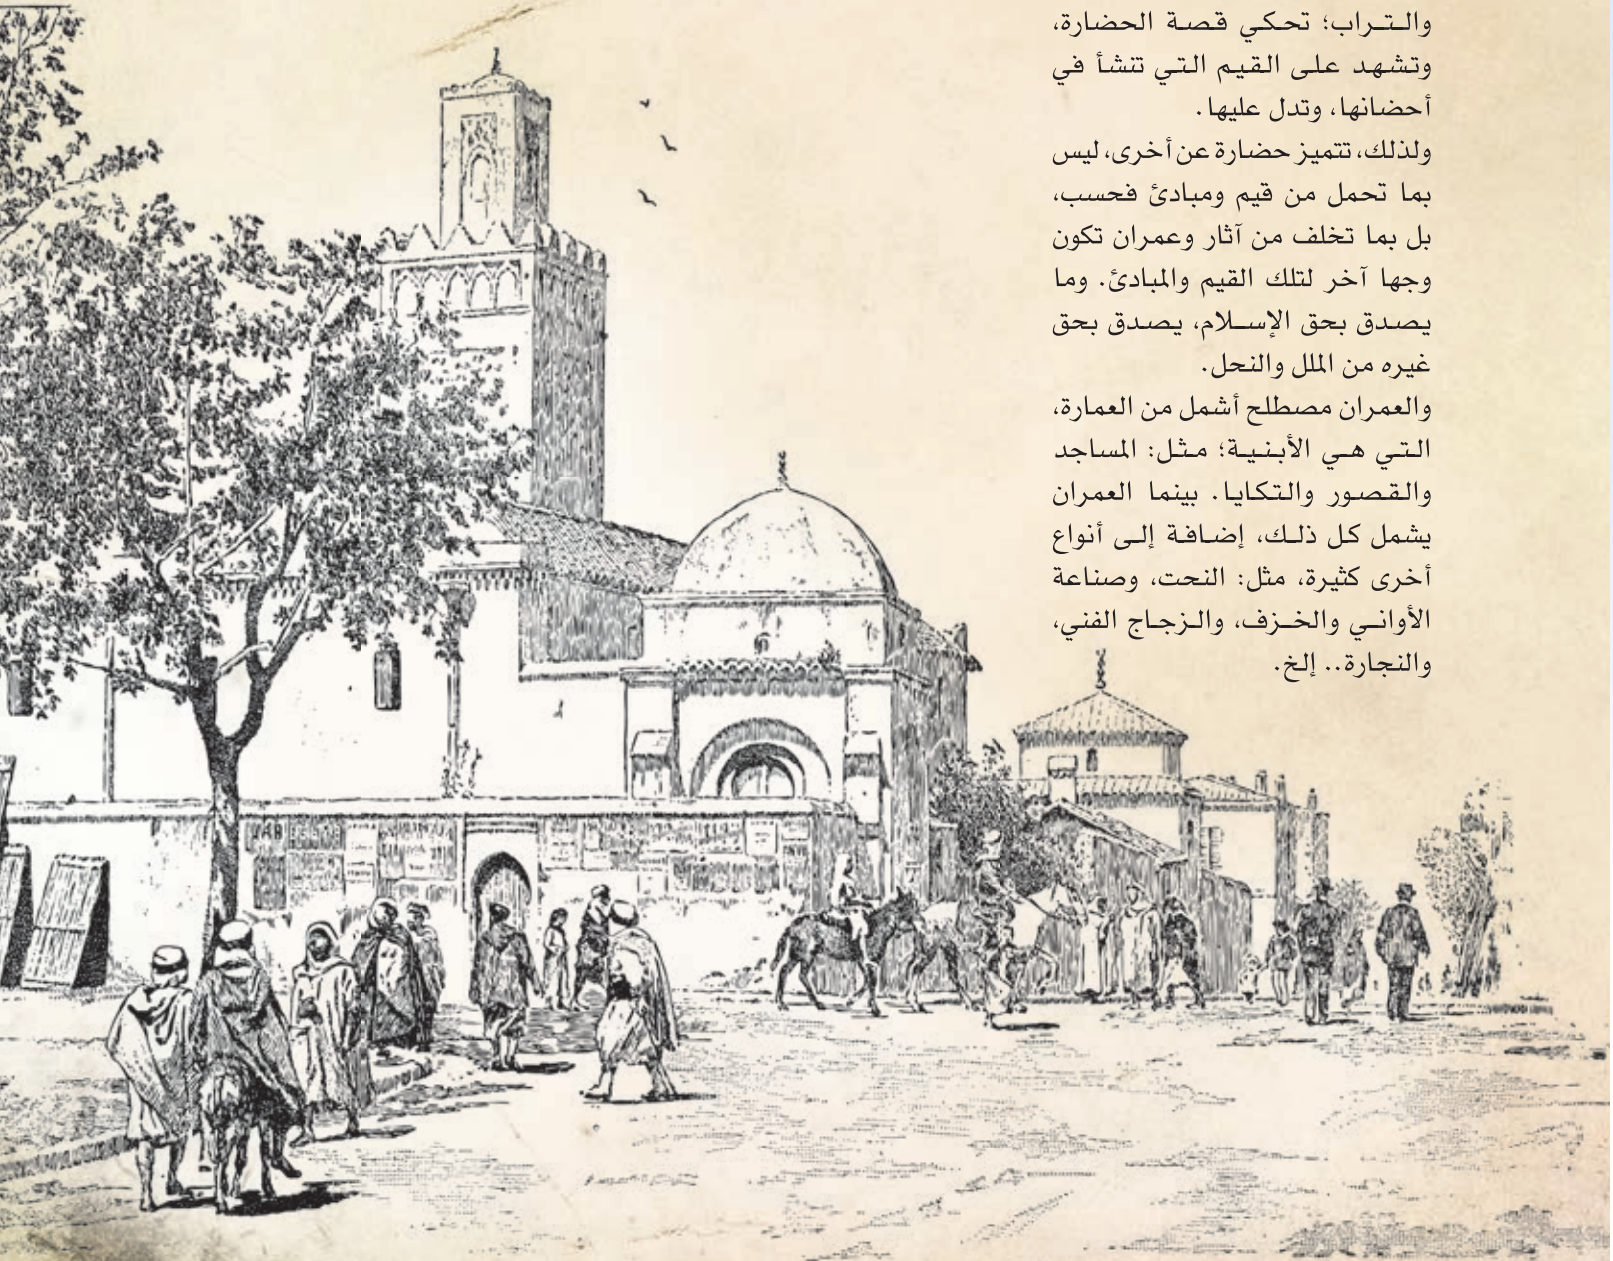 والتراب؛ تحكي قصة الحضارة،
وتشهد على القيم التي تنشأ في
أحضانها، وتدل عليها.
ولذلك، تتميز حضارة عن أخرى، ليس
بما تحمل من قيم ومبادئ فحسب،
بل بما تخلف من آثار وعمران تكون
وجها آخر لتلك القيم والمبادئ. وما
يصدق بحق الإسلام، يصدق بحق
غيره من الملل والنحل.
والعمران مصطلح أشمل من العمارة،
التي هي الأبنية؛ مثل: المساجد
والقصور والتكايا. بينما العمران
يشمل كل ذلك، إضافة إلى أنواع
أخرى كثيرة، مثل: النحت، وصناعة
الأواني والخزف، والزجاج الفني،
والنجارة.. إلخ.